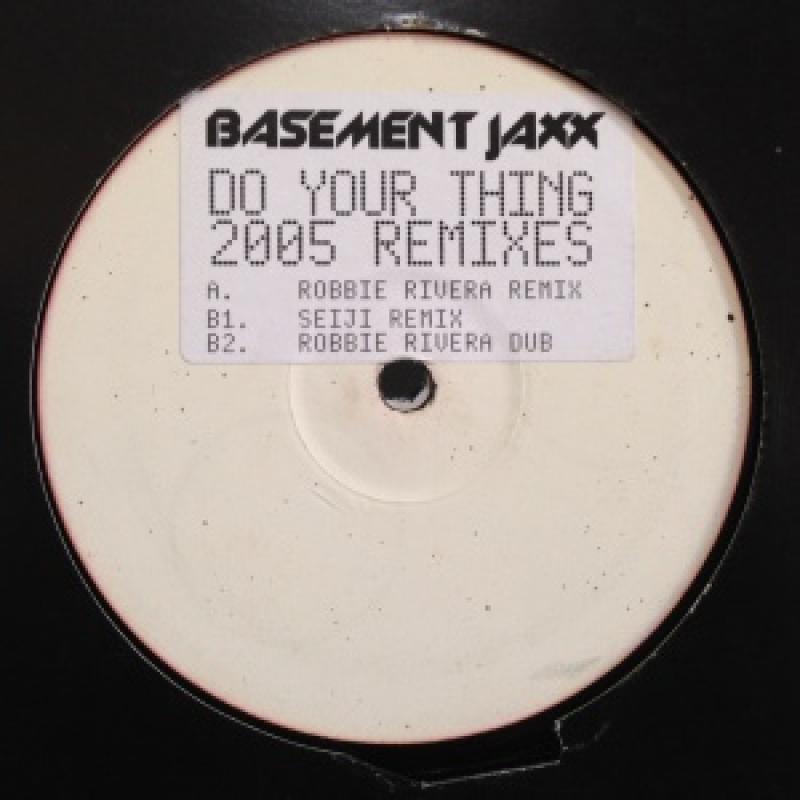 BASEMENT JAXX
DO YOUR THING
2005 REMIXES
A. ROBBIE RIVERA REMIX
B1. SEIJI REMIX
B2. ROBBIE RIVERA DUB